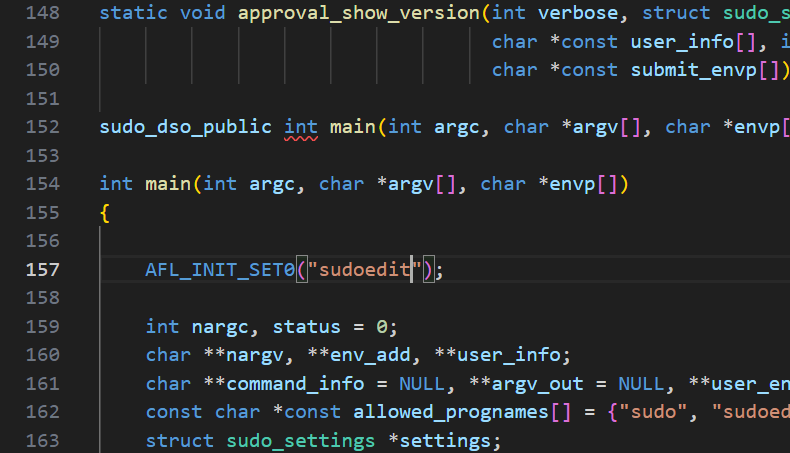 148 static void approval_show_version(int verbose, struct sudo_s
149 char *const user_info[], i
150 char *const submit_envp[])
151
152 sudo_dso_public int main(int argc, char *argv[], char *envp[
153
154 int main(int argc, char *argv[], char *envp[])
155 {
156
157 AFL_INIT_SET0("sudoedit");
158
159 int nargc, status = 0;
160 char **nargv, **env_add, **user_info;
161 char **command_info = NULL, **argv_out = NULL, **user_en
162 const char *const allowed_prognames[] = {"sudo", "sudoed
163 struct sudo_settings *settings;